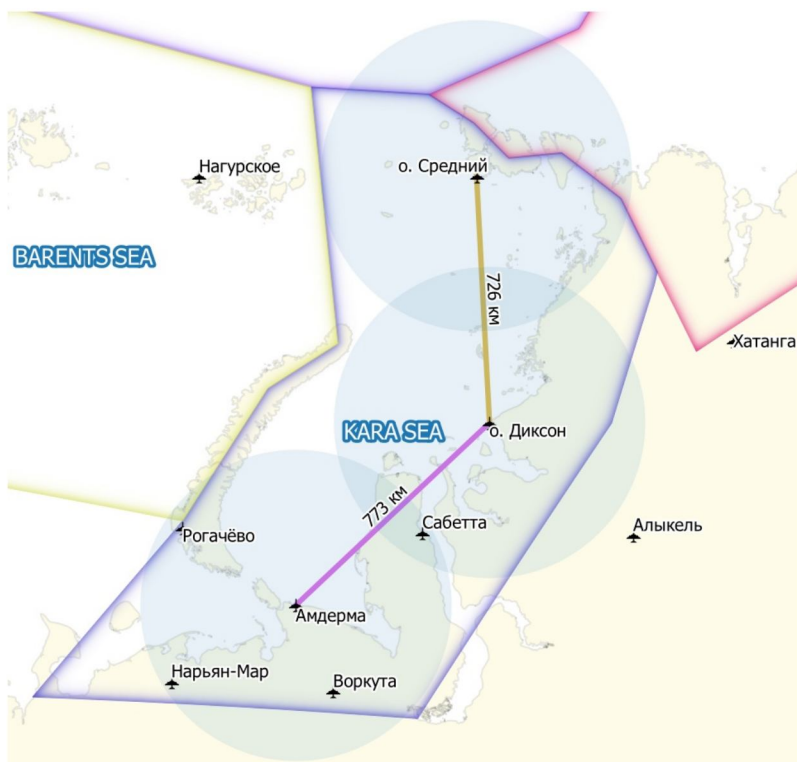 Нагурское
о. Средний
BARENTS SEA
726 км
Хатанга
KARA SEA
о. Диксон
773 км
Сабетта
Алыкель
Рогачёво
Амдерма
Нарьян-Мар
Воркута